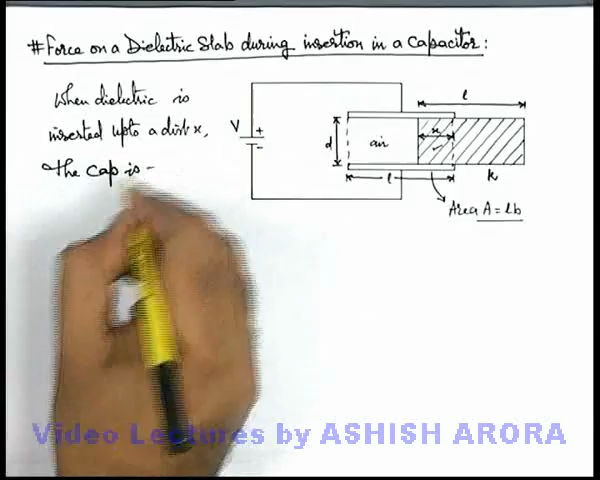 # Force on a Dielectric Slab during insertion in a Capacitor :
When dielectric is
inserted upto a dist x,
The cap is -
V
+
-
d
air
x
l
l
k
Area A = lb
Video Lectures by ASHISH ARORA